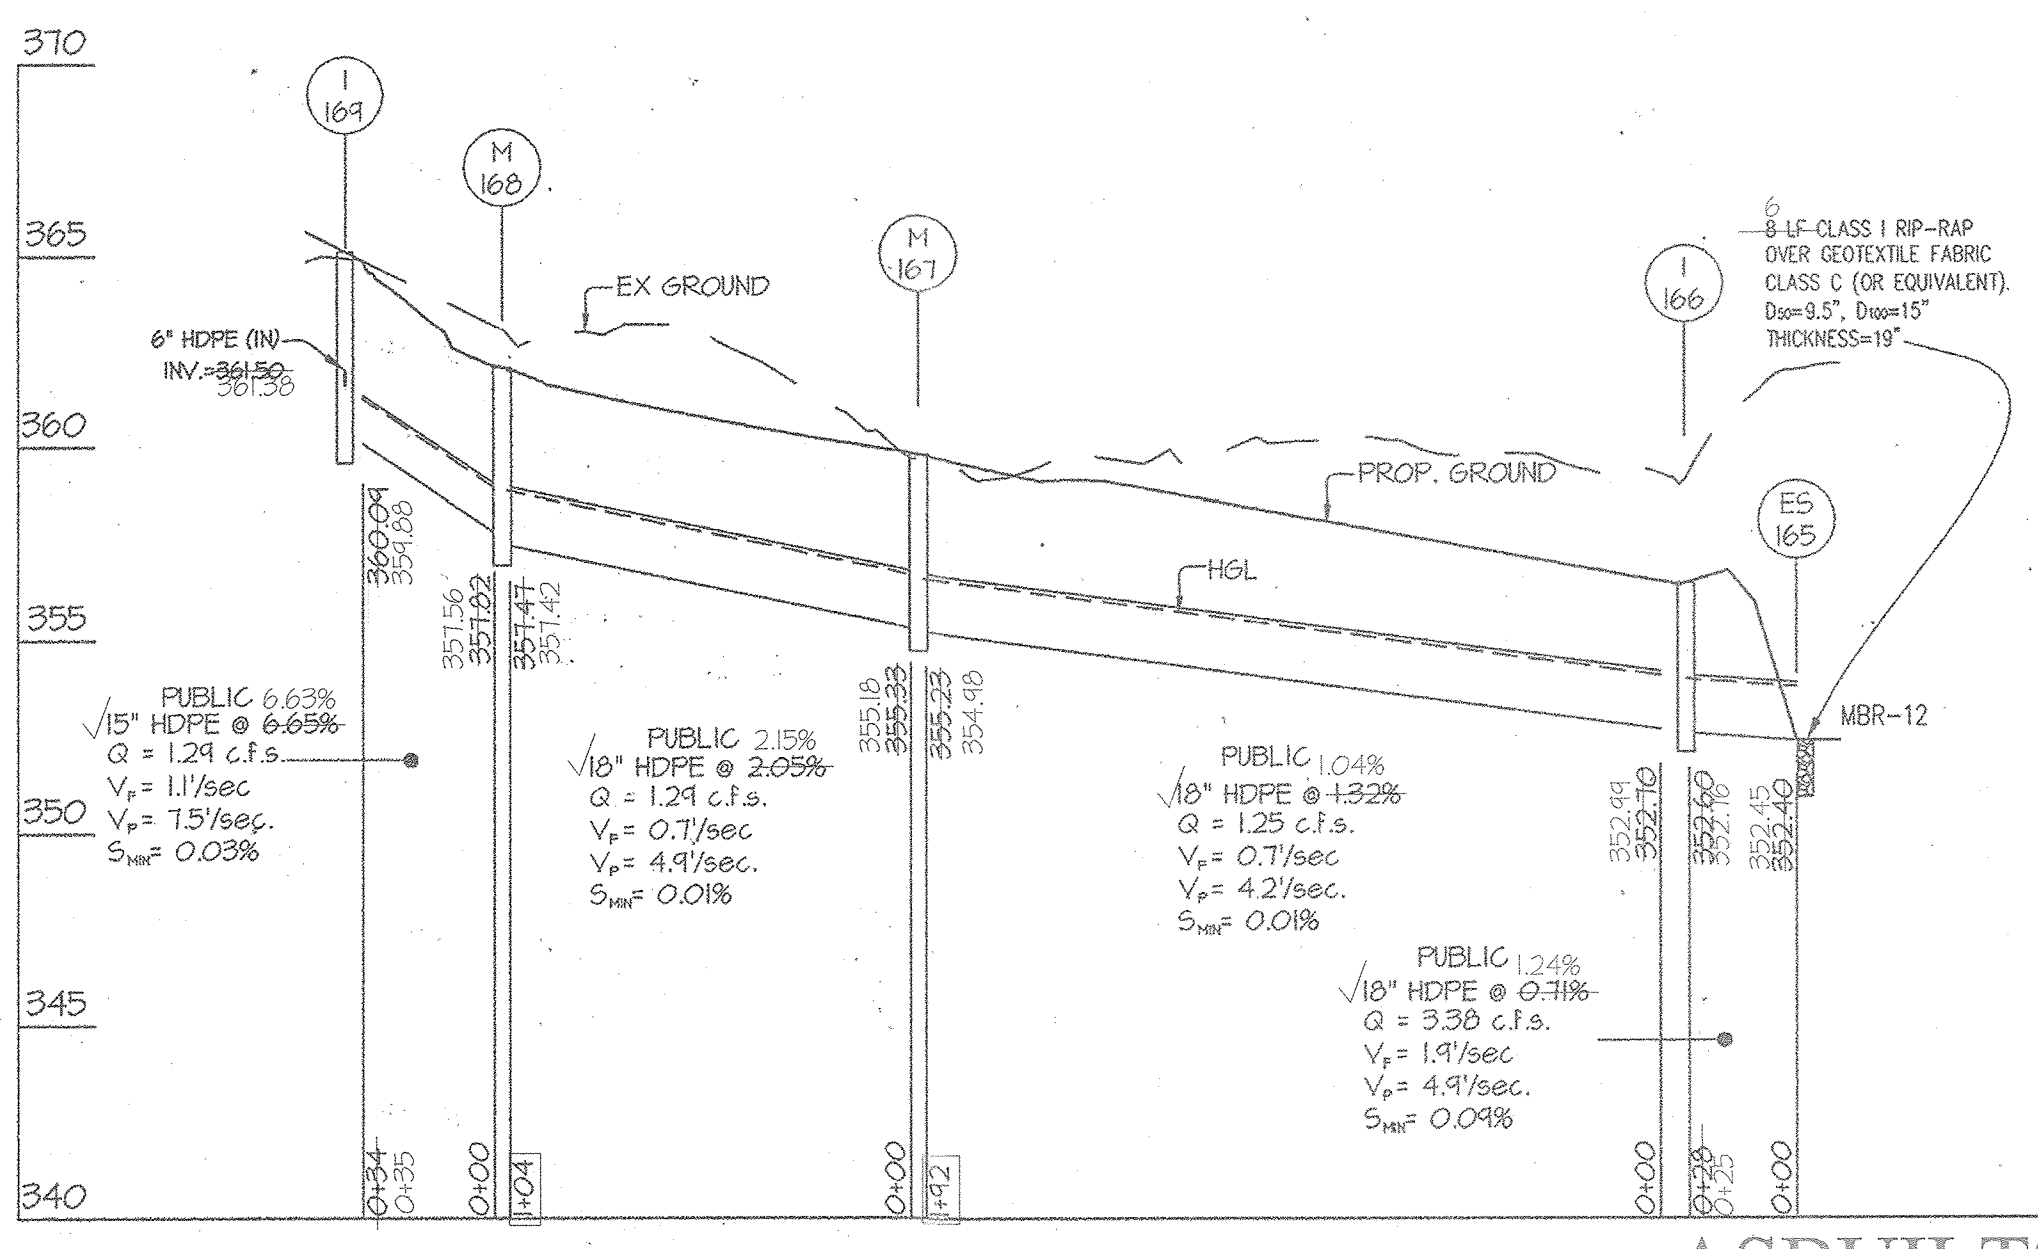 370
365
360
355
350
345
340
I
169
M
168
M
167
I
166
ES
165
EX GROUND
PROP. GROUND
HGL
6" HDPE (IN)
INV.=361.50
361.38
6
8 LF CLASS I RIP-RAP
OVER GEOTEXTILE FABRIC
CLASS C (OR EQUIVALENT).
D50=9.5", D100=15"
THICKNESS=19"
MBR-12
360.09
359.88
357.56
357.82
357.47
357.42
355.18
355.33
355.23
354.98
352.99
352.70
352.60
352.76
352.45
352.40
PUBLIC 6.63%
√15" HDPE @ 6.65%
Q = 1.29 c.f.s.
VF= 1.1'/sec
VP= 7.5'/sec.
SMIN= 0.03%
PUBLIC 2.15%
√18" HDPE @ 2.05%
Q = 1.29 c.f.s.
VF= 0.7'/sec
VP= 4.9'/sec.
SMIN= 0.01%
PUBLIC 1.04%
√18" HDPE @ 1.32%
Q = 1.25 c.f.s.
VF= 0.7'/sec
VP= 4.2'/sec.
SMIN= 0.01%
PUBLIC 1.24%
√18" HDPE @ 0.71%
Q = 3.38 c.f.s.
VF= 1.9'/sec
VP= 4.9'/sec.
SMIN= 0.09%
0+34
0+35
0+00
1+04
0+00
1+92
0+00
0+28
0+25
0+00